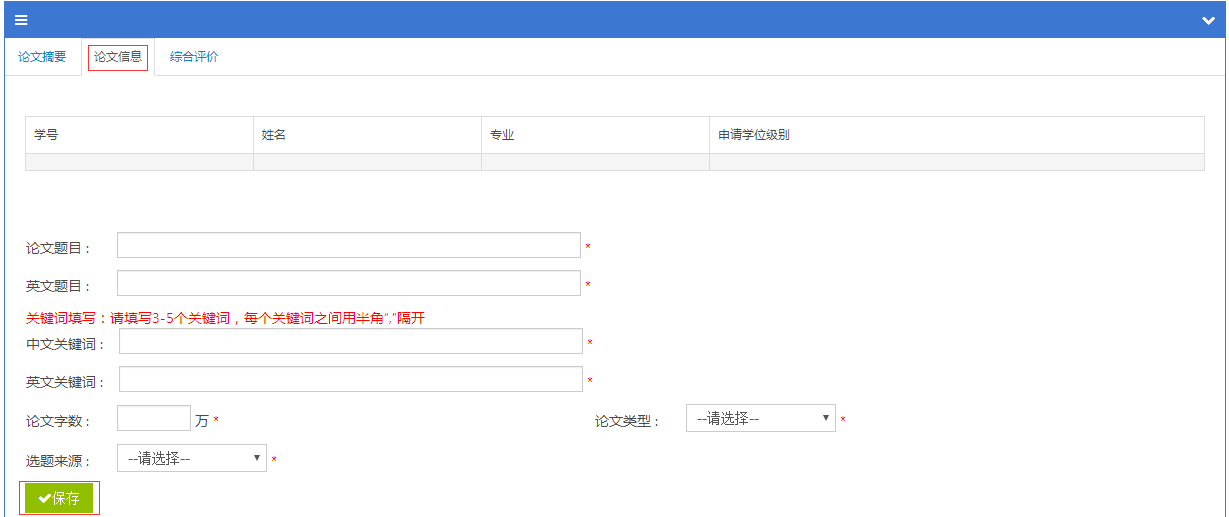 论文摘要 论文信息 综合评价
学号 姓名 专业 申请学位级别
论文题目： *
英文题目： *
关键词填写：请填写3-5个关键词，每个关键词之间用半角“,”隔开
中文关键词： *
英文关键词： *
论文字数： 万 * 论文类型： --请选择-- *
选题来源： --请选择-- *
保存